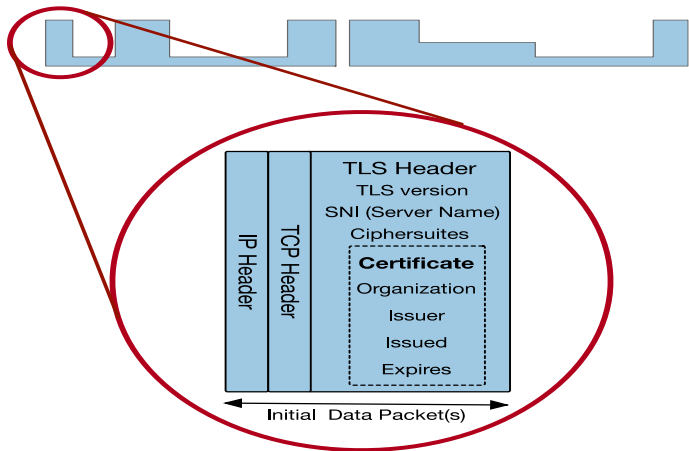 IP Header
TCP Header
TLS Header
TLS version
SNI (Server Name)
Ciphersuites
Certificate
Organization
Issuer
Issued
Expires
Initial Data Packet(s)